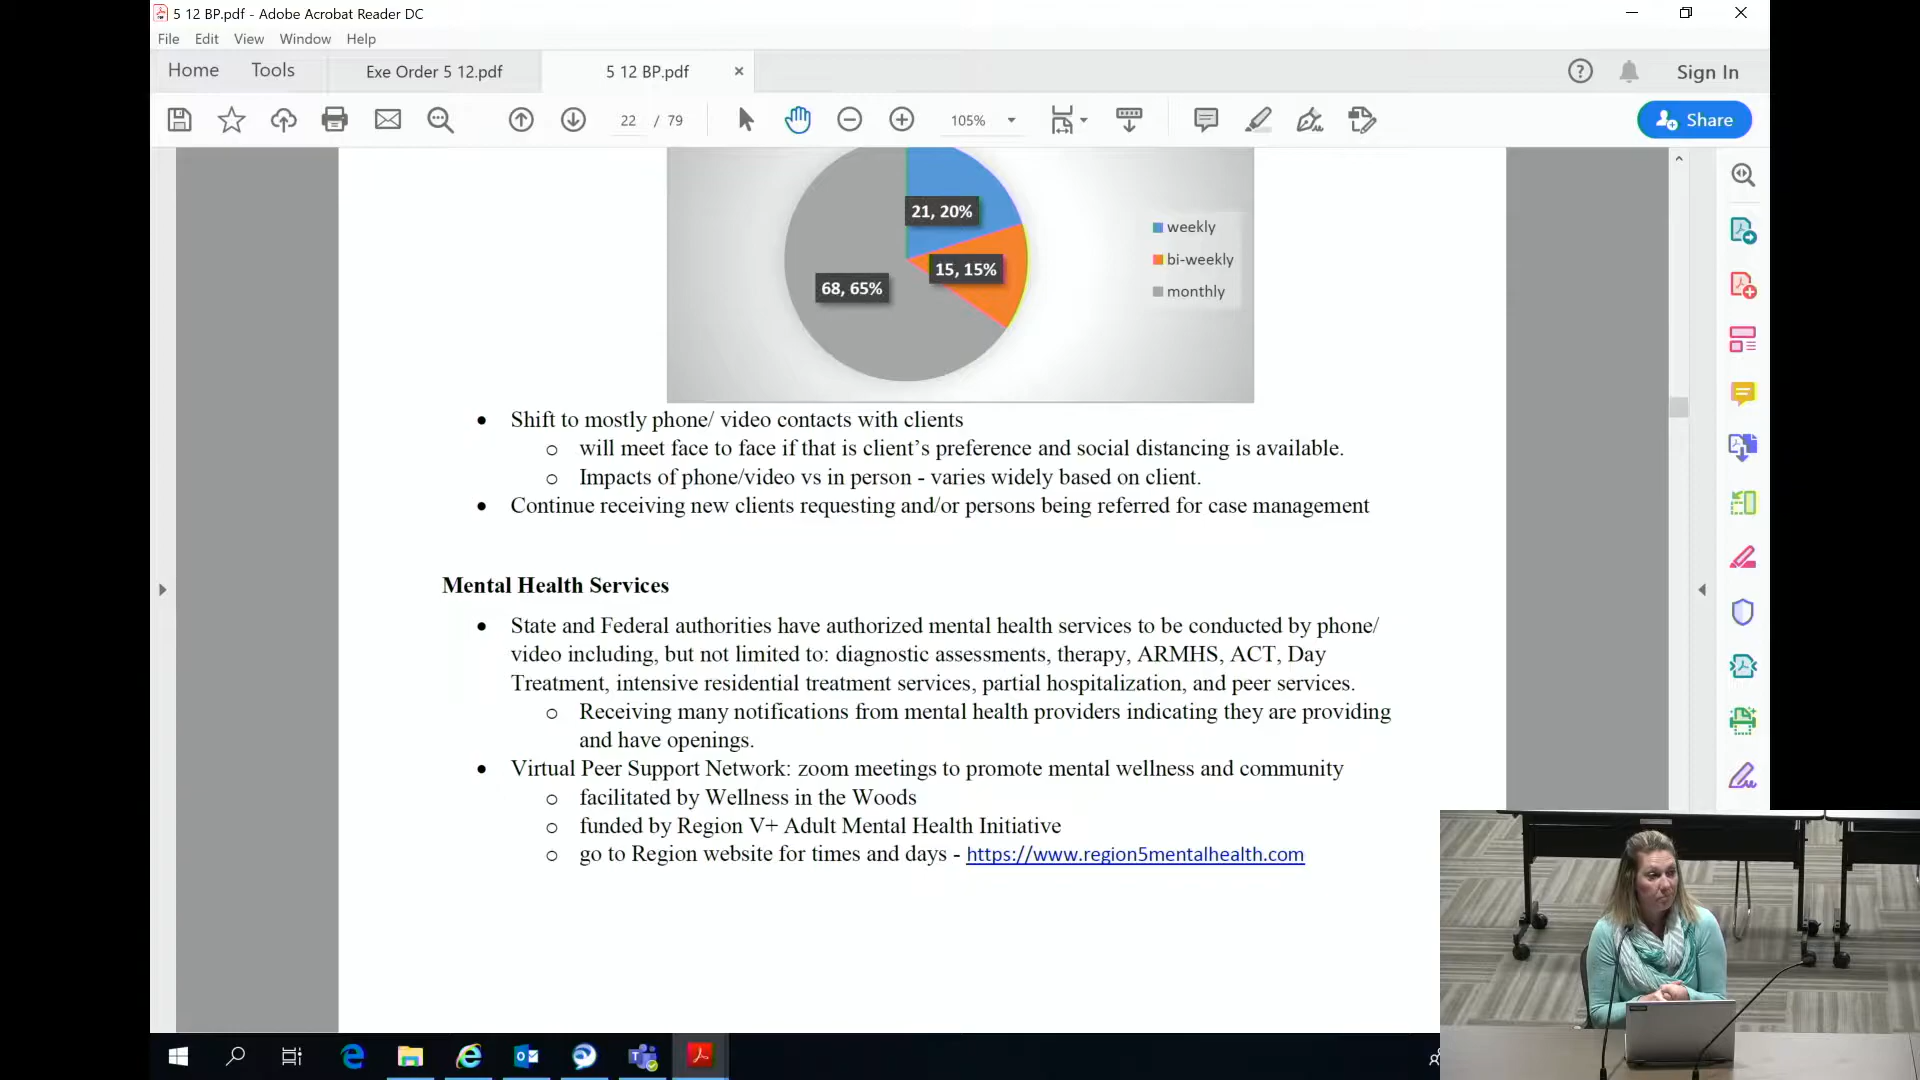 5 12 BP.pdf - Adobe Acrobat Reader DC
File Edit View Window Help
Home Tools Exe Order 5 12.pdf 5 12 BP.pdf Sign In
22 / 79 105% Share
21, 20%
15, 15%
68, 65%
weekly
bi-weekly
monthly
• Shift to mostly phone/ video contacts with clients
o will meet face to face if that is client’s preference and social distancing is available.
o Impacts of phone/video vs in person - varies widely based on client.
• Continue receiving new clients requesting and/or persons being referred for case management
Mental Health Services
• State and Federal authorities have authorized mental health services to be conducted by phone/
video including, but not limited to: diagnostic assessments, therapy, ARMHS, ACT, Day
Treatment, intensive residential treatment services, partial hospitalization, and peer services.
o Receiving many notifications from mental health providers indicating they are providing
and have openings.
• Virtual Peer Support Network: zoom meetings to promote mental wellness and community
o facilitated by Wellness in the Woods
o funded by Region V+ Adult Mental Health Initiative
o go to Region website for times and days - https://www.region5mentalhealth.com